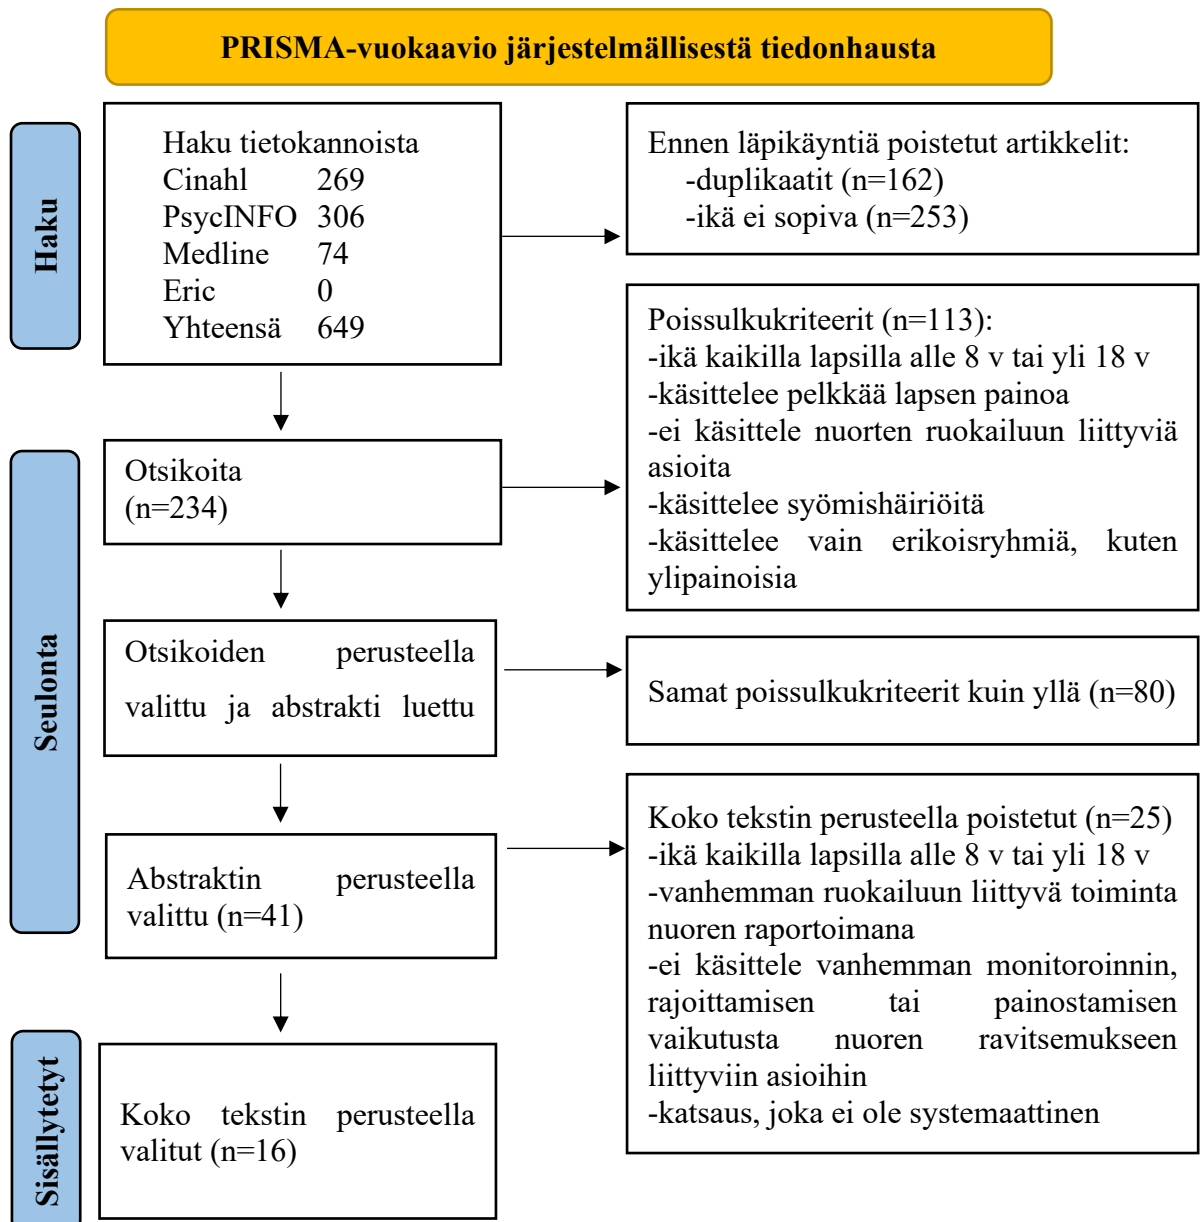 PRISMA-vuokaavio järjestelmällisestä tiedonhausta
Haku
Haku tietokannoista
Cinahl 269
PsycINFO 306
Medline 74
Eric 0
Yhteensä 649
Ennen läpikäyntiä poistetut artikkelit:
-duplikaatit (n=162)
-ikä ei sopiva (n=253)
Seulonta
Otsikoita
(n=234)
Poissulkukriteerit (n=113):
-ikä kaikilla lapsilla alle 8 v tai yli 18 v
-käsittelee pelkkää lapsen painoa
-ei käsittele nuorten ruokailuun liittyviä
asioita
-käsittelee syömishäiriöitä
-käsittelee vain erikoisryhmiä, kuten
ylipainoisia
Otsikoiden perusteella
valittu ja abstrakti luettu
Samat poissulkukriteerit kuin yllä (n=80)
Abstraktin perusteella
valittu (n=41)
Koko tekstin perusteella poistetut (n=25)
-ikä kaikilla lapsilla alle 8 v tai yli 18 v
-vanhemman ruokailuun liittyvä toiminta
nuoren raportoimana
-ei käsittele vanhemman monitoroinnin,
rajoittamisen tai painostamisen
vaikutusta nuoren ravitsemukseen
liittyviin asioihin
-katsaus, joka ei ole systemaattinen
Sisällytetyt
Koko tekstin perusteella
valitut (n=16)